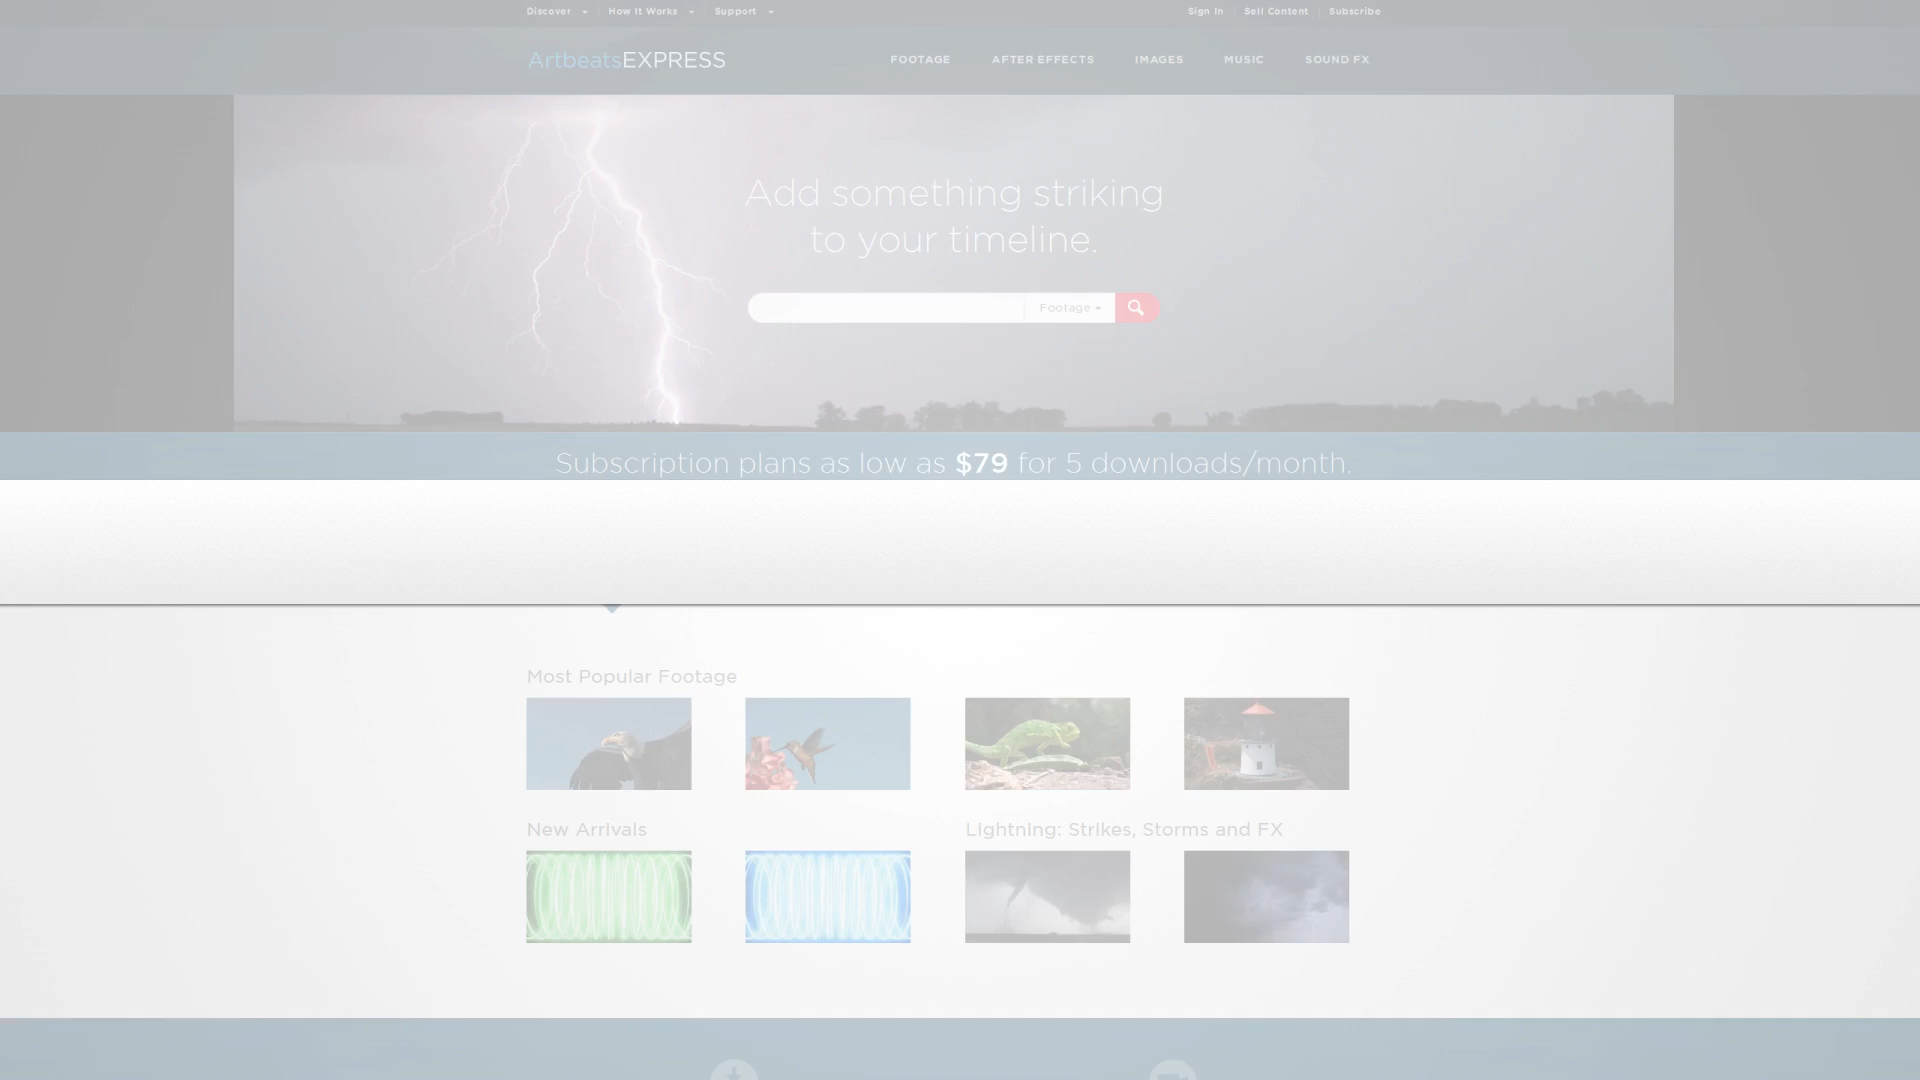 Discover How It Works Support Sign In Sell Content Subscribe
ArtbeatsEXPRESS FOOTAGE AFTER EFFECTS IMAGES MUSIC SOUND FX
Add something striking
to your timeline.
Footage
Subscription plans as low as $79 for 5 downloads/month.
Most Popular Footage
New Arrivals Lightning: Strikes, Storms and FX